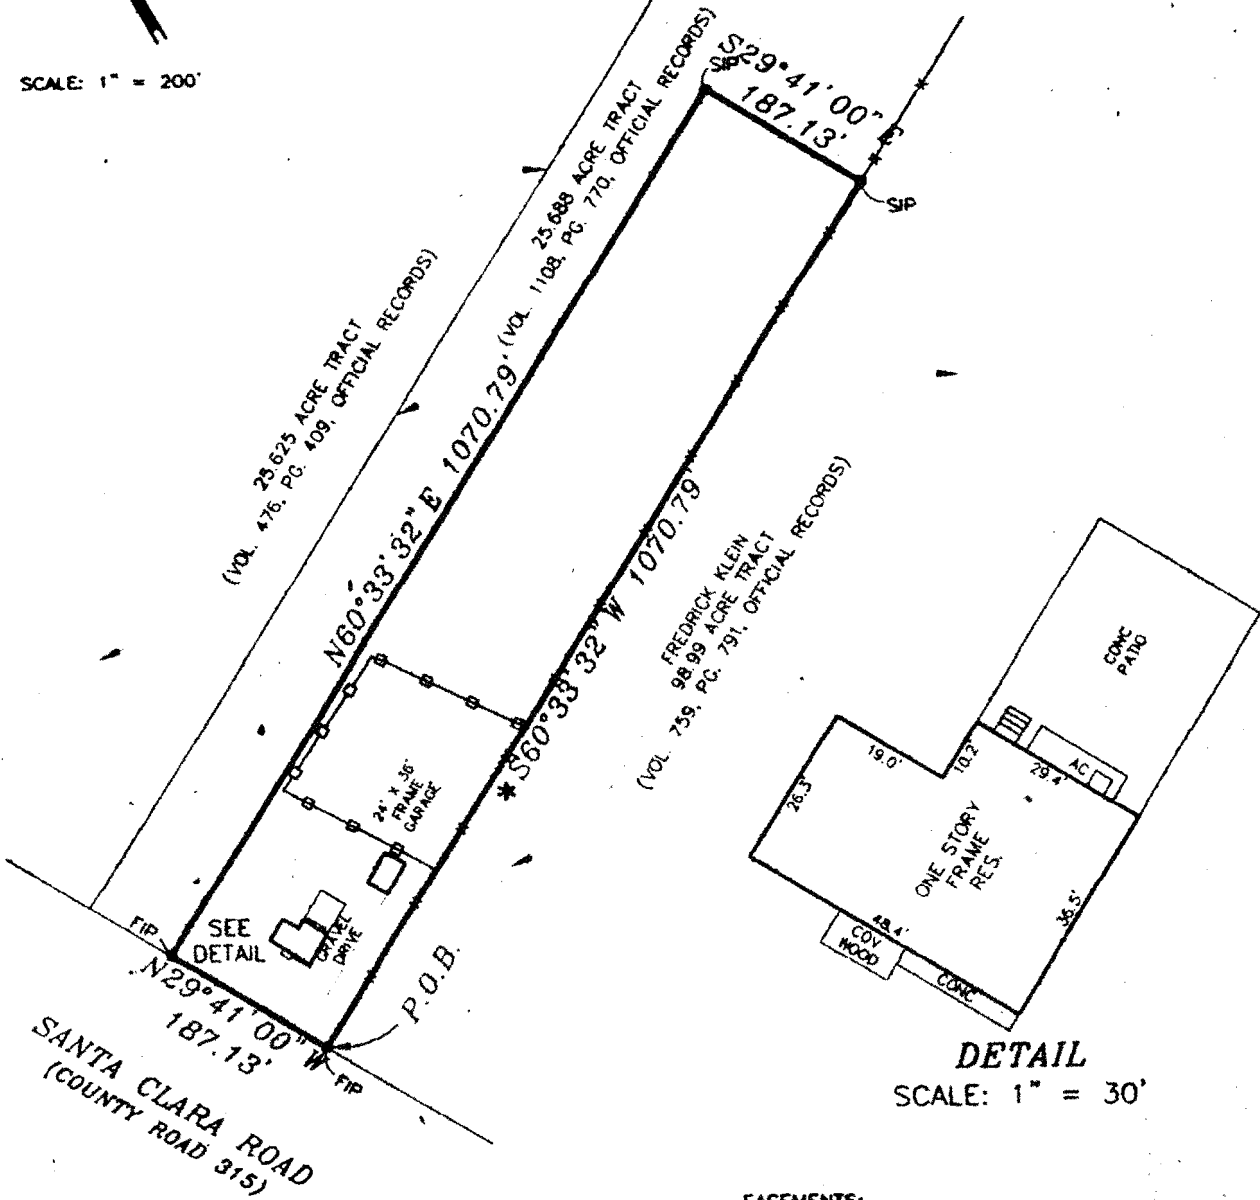 SCALE: 1" = 200'
S29°41'00" E
187.13'
SIP
SIP
25.688 ACRE TRACT
(VOL. 1108, PG. 770, OFFICIAL RECORDS)
25.625 ACRE TRACT
(VOL. 476, PG. 409, OFFICIAL RECORDS)
N60°33'32" E 1070.79'
* S60°33'32" W 1070.79'
FREDRICK KLEIN
98.99 ACRE TRACT
(VOL. 759, PG. 791, OFFICIAL RECORDS)
24' X 36'
FRAME
GARAGE
SEE
DETAIL
GRAVEL
DRIVE
FIP
P.O.B.
N29°41'00" W
187.13'
FIP
SANTA CLARA ROAD
(COUNTY ROAD 315)
CONC
PATIO
AC
19.0'
10.2'
29.4'
26.3'
ONE STORY
FRAME
RES.
36.5'
48.4'
COV
WOOD
CONC
DETAIL
SCALE: 1" = 30'
EASEMENTS: